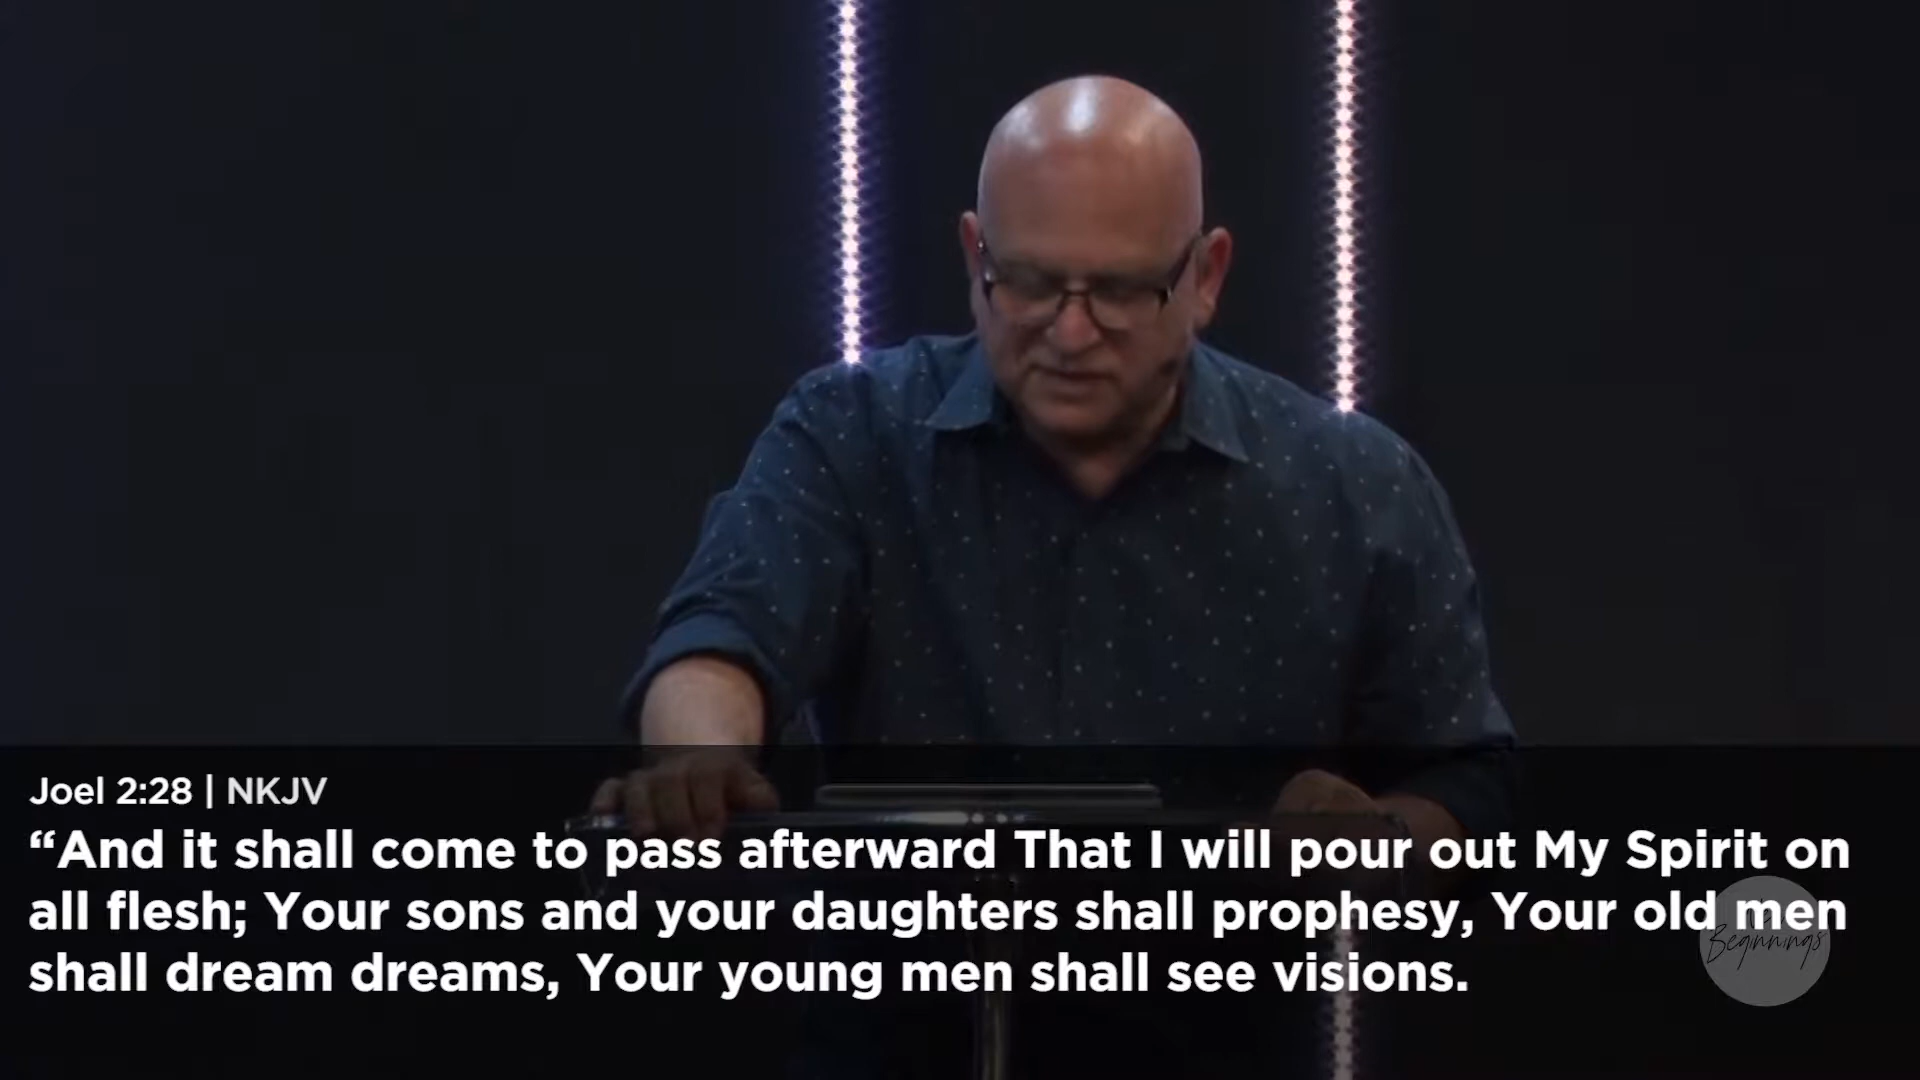 Joel 2:28 | NKJV
“And it shall come to pass afterward That I will pour out My Spirit on
all flesh; Your sons and your daughters shall prophesy, Your old men
shall dream dreams, Your young men shall see visions.
Beginnings